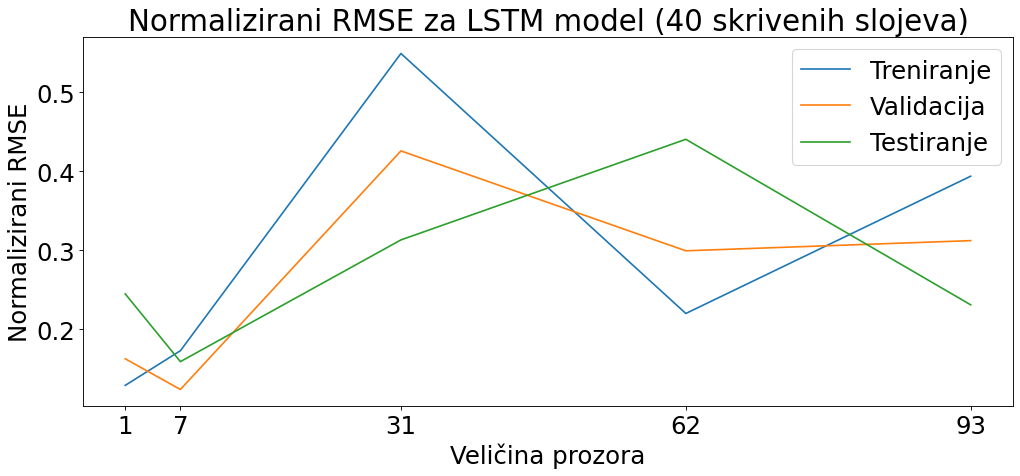 Normalizirani RMSE za LSTM model (40 skrivenih slojeva)
Treniranje
Validacija
Testiranje
Normalizirani RMSE
0.5
0.4
0.3
0.2
1 7 31 62 93
Veličina prozora